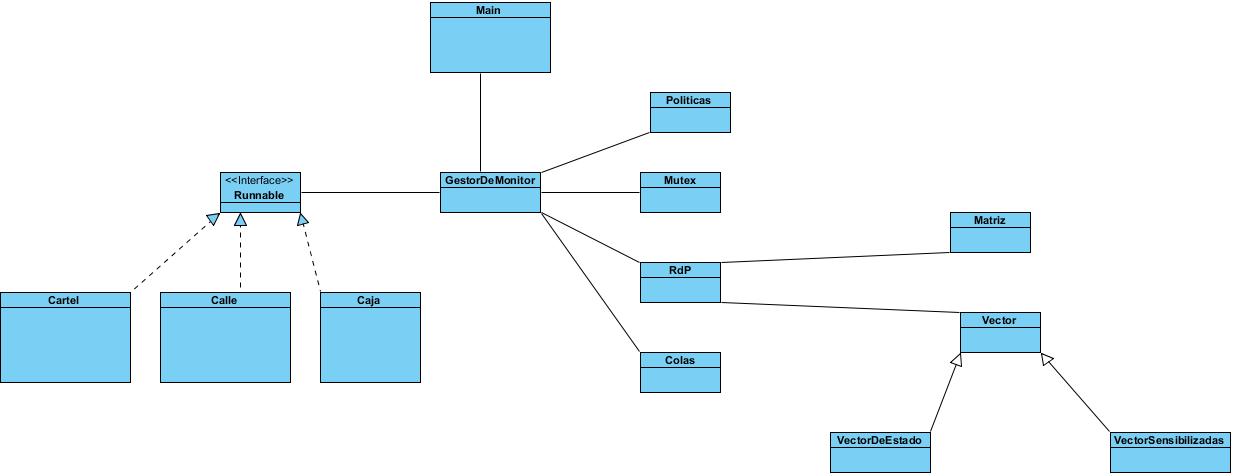 Main
Politicas
<<Interface>>
Runnable
GestorDeMonitor
Mutex
Matriz
RdP
Cartel
Calle
Caja
Vector
Colas
VectorDeEstado
VectorSensibilizadas